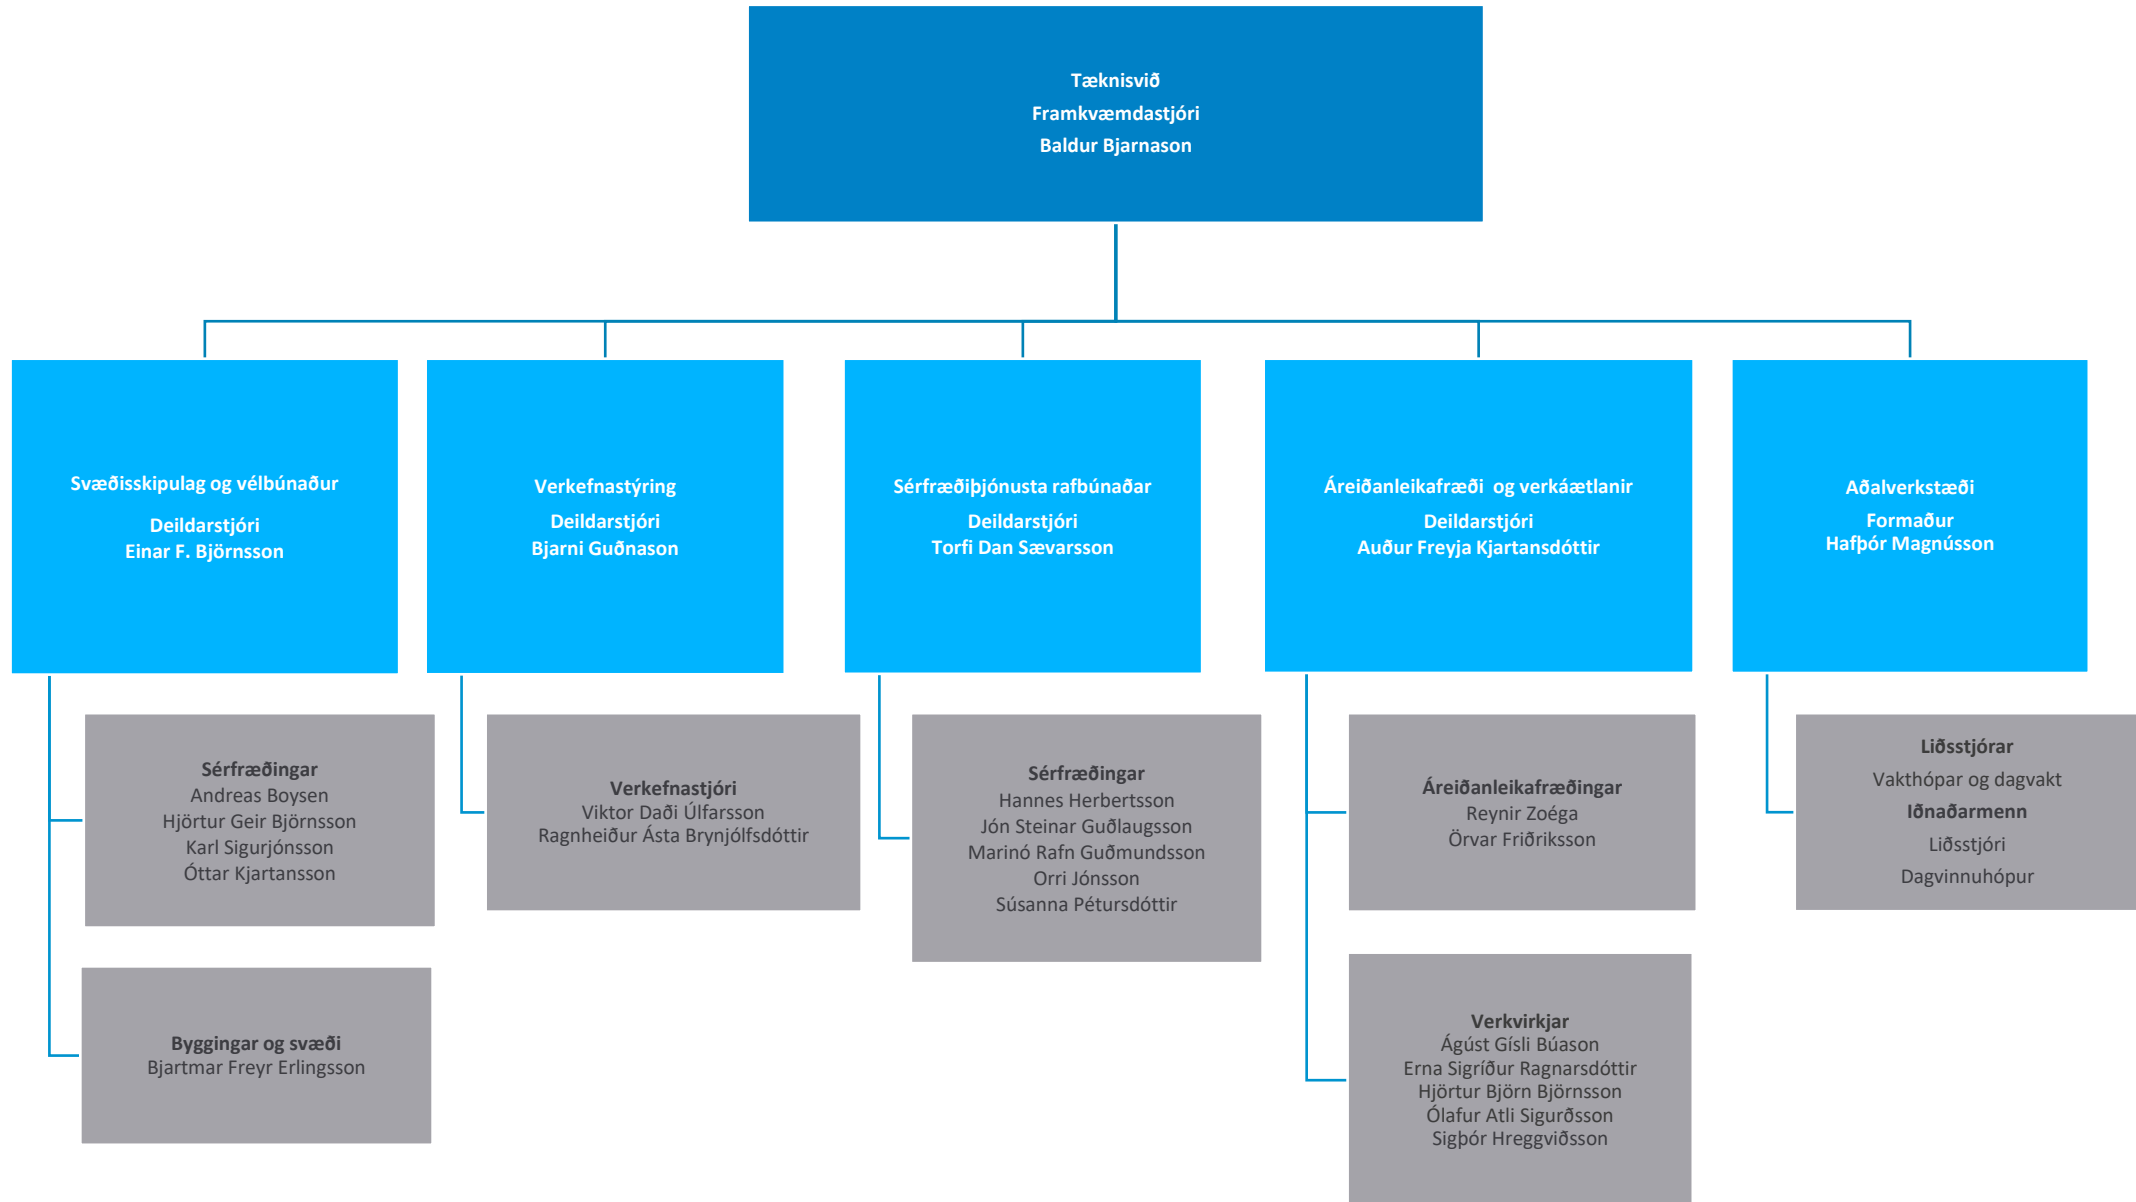 Tæknisvið
Framkvæmdastjóri
Baldur Bjarnason
Svæðisskipulag og vélbúnaður
Deildarstjóri
Einar F. Björnsson
Verkefnastýring
Deildarstjóri
Bjarni Guðnason
Sérfræðiþjónusta rafbúnaðar
Deildarstjóri
Torfi Dan Sævarsson
Áreiðanleikafræði og verkáætlanir
Deildarstjóri
Auður Freyja Kjartansdóttir
Aðalverkstæði
Formaður
Hafþór Magnússon
Sérfræðingar
Andreas Boysen
Hjörtur Geir Björnsson
Karl Sigurjónsson
Óttar Kjartansson
Byggingar og svæði
Bjartmar Freyr Erlingsson
Verkefnastjóri
Viktor Daði Úlfarsson
Ragnheiður Ásta Brynjólfsdóttir
Sérfræðingar
Hannes Herbertsson
Jón Steinar Guðlaugsson
Marinó Rafn Guðmundsson
Orri Jónsson
Súsanna Pétursdóttir
Áreiðanleikafræðingar
Reynir Zoéga
Örvar Friðriksson
Verkvirkjar
Ágúst Gísli Búason
Erna Sigríður Ragnarsdóttir
Hjörtur Björn Björnsson
Ólafur Atli Sigurðsson
Sigþór Hreggviðsson
Liðsstjórar
Vakthópar og dagvakt
Iðnaðarmenn
Liðsstjóri
Dagvinnuhópur